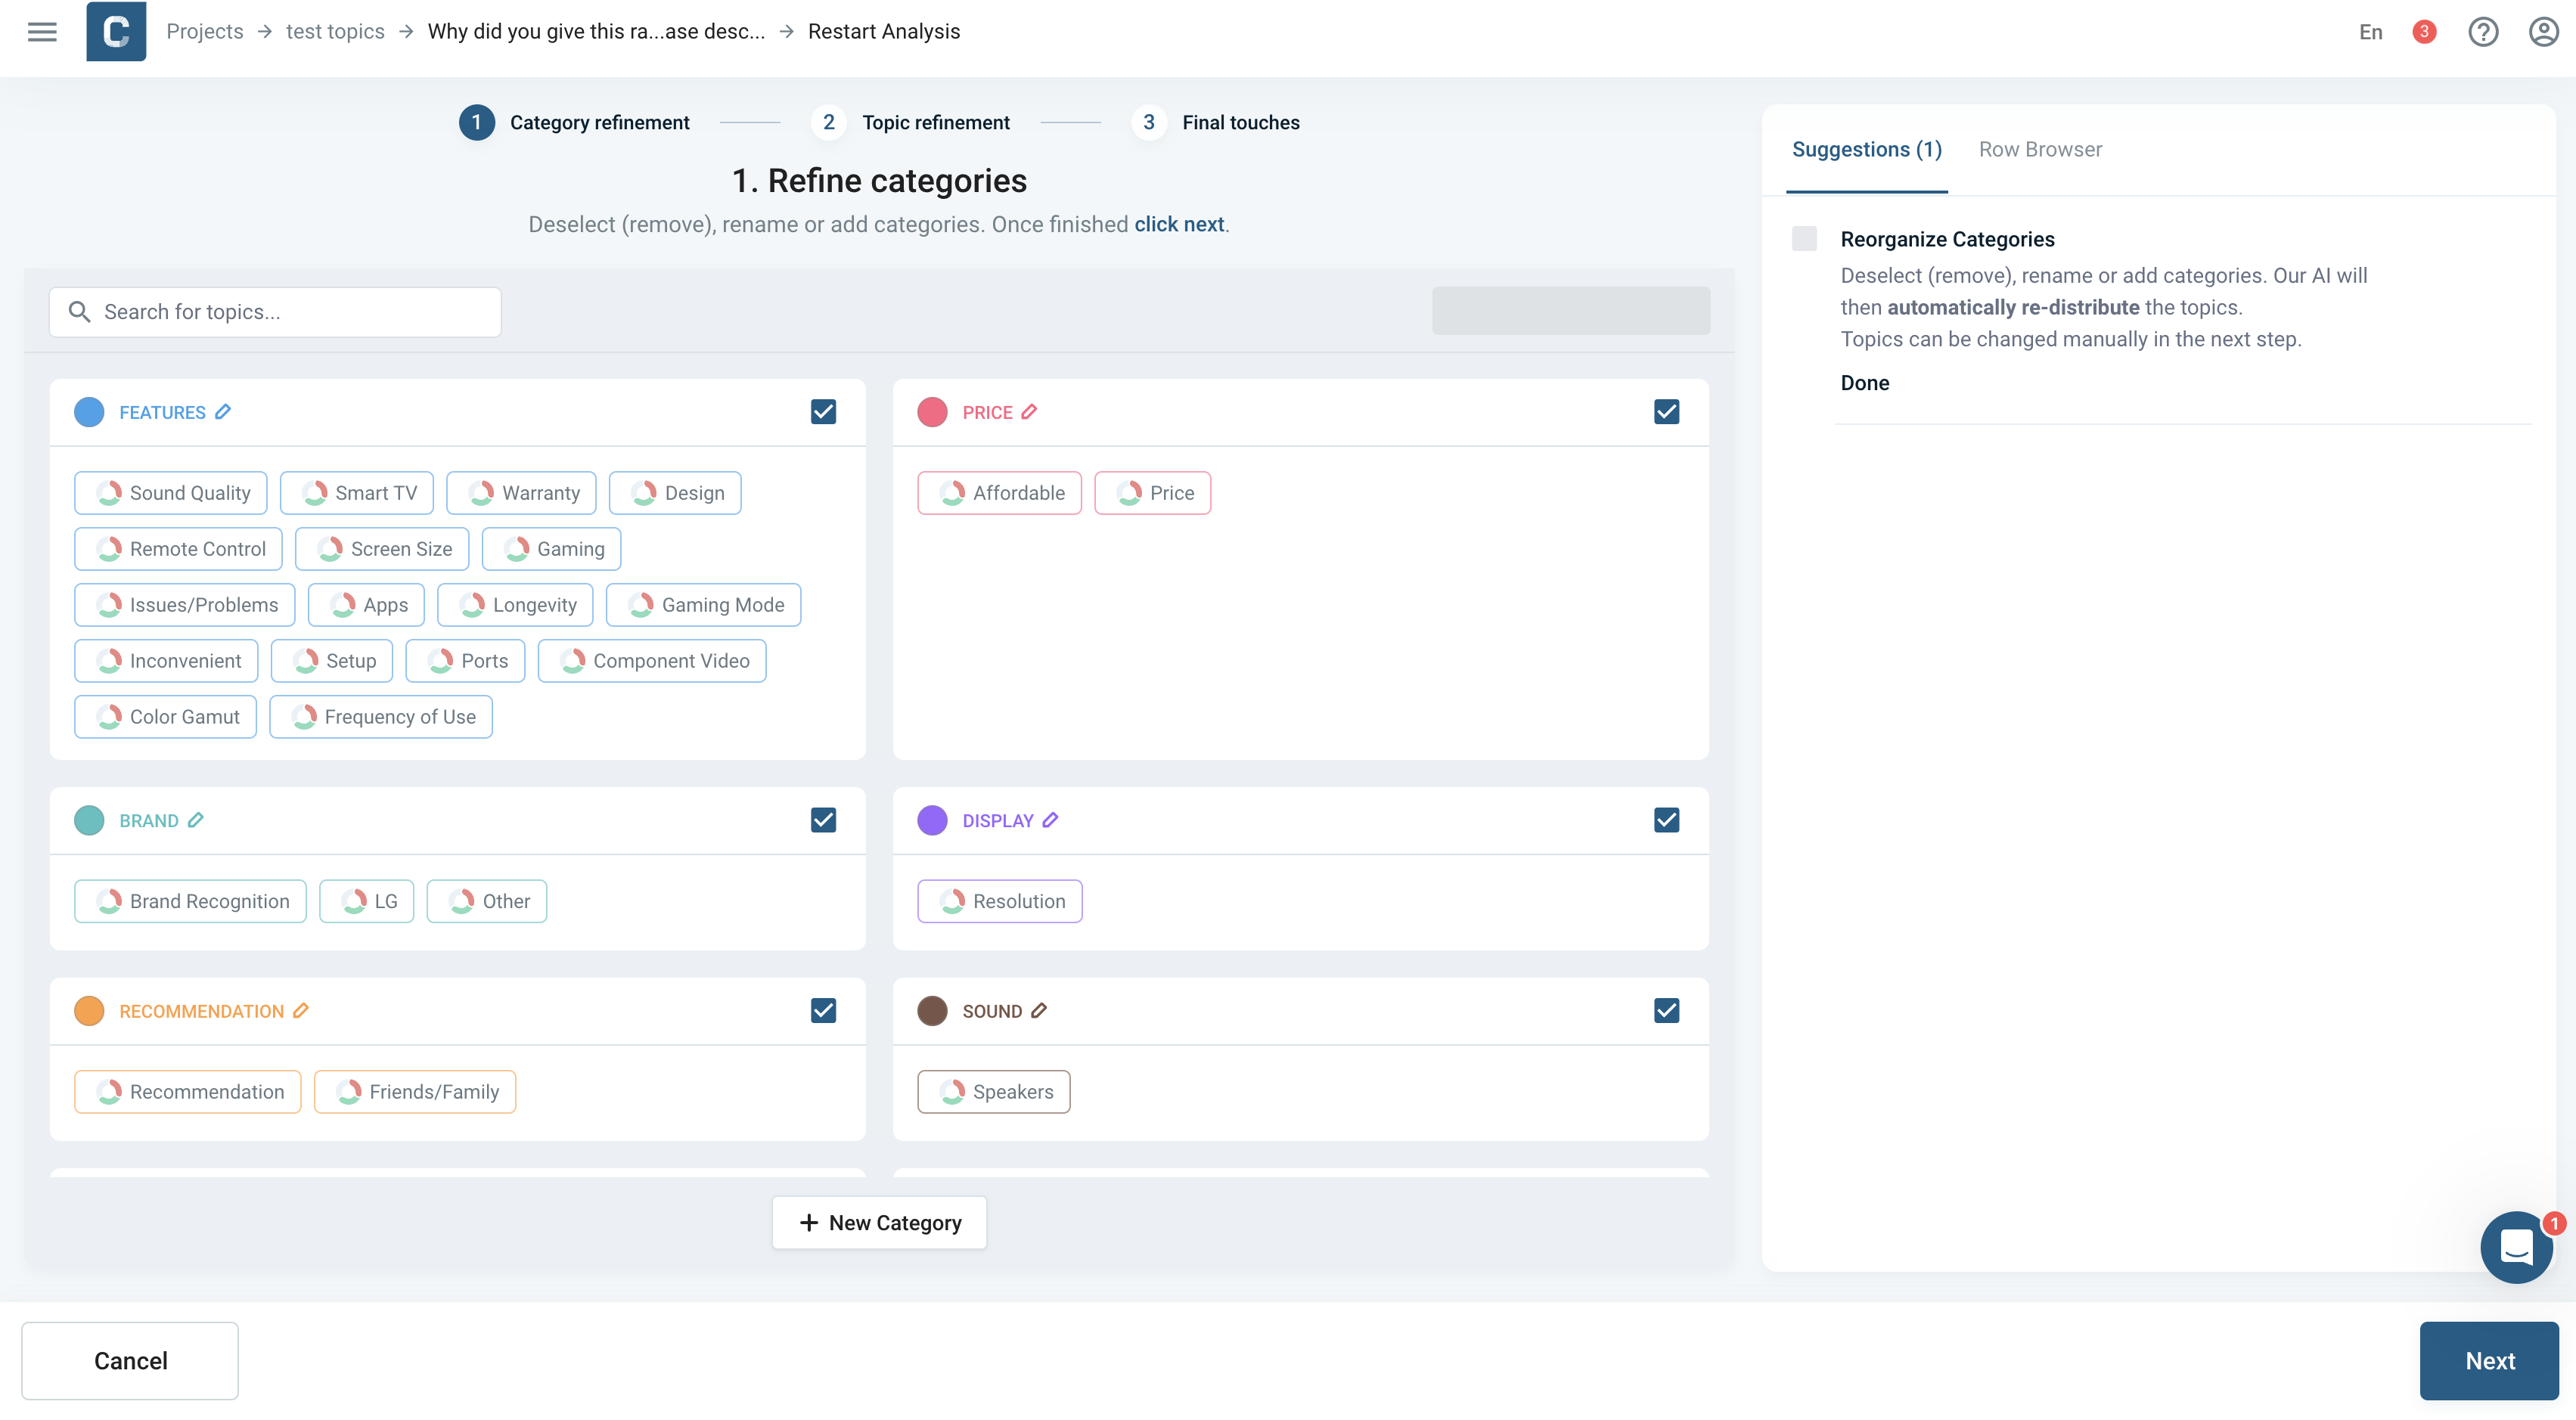 C Projects → test topics → Why did you give this ra...ase desc... → Restart Analysis En 3
1 Category refinement 2 Topic refinement 3 Final touches
1. Refine categories
Deselect (remove), rename or add categories. Once finished click next.
Search for topics...
FEATURES
Sound Quality Smart TV Warranty Design
Remote Control Screen Size Gaming
Issues/Problems Apps Longevity Gaming Mode
Inconvenient Setup Ports Component Video
Color Gamut Frequency of Use
PRICE
Affordable Price
BRAND
Brand Recognition LG Other
DISPLAY
Resolution
RECOMMENDATION
Recommendation Friends/Family
SOUND
Speakers
+ New Category
Suggestions (1) Row Browser
Reorganize Categories
Deselect (remove), rename or add categories. Our AI will
then automatically re-distribute the topics.
Topics can be changed manually in the next step.
Done
1
Cancel
Next